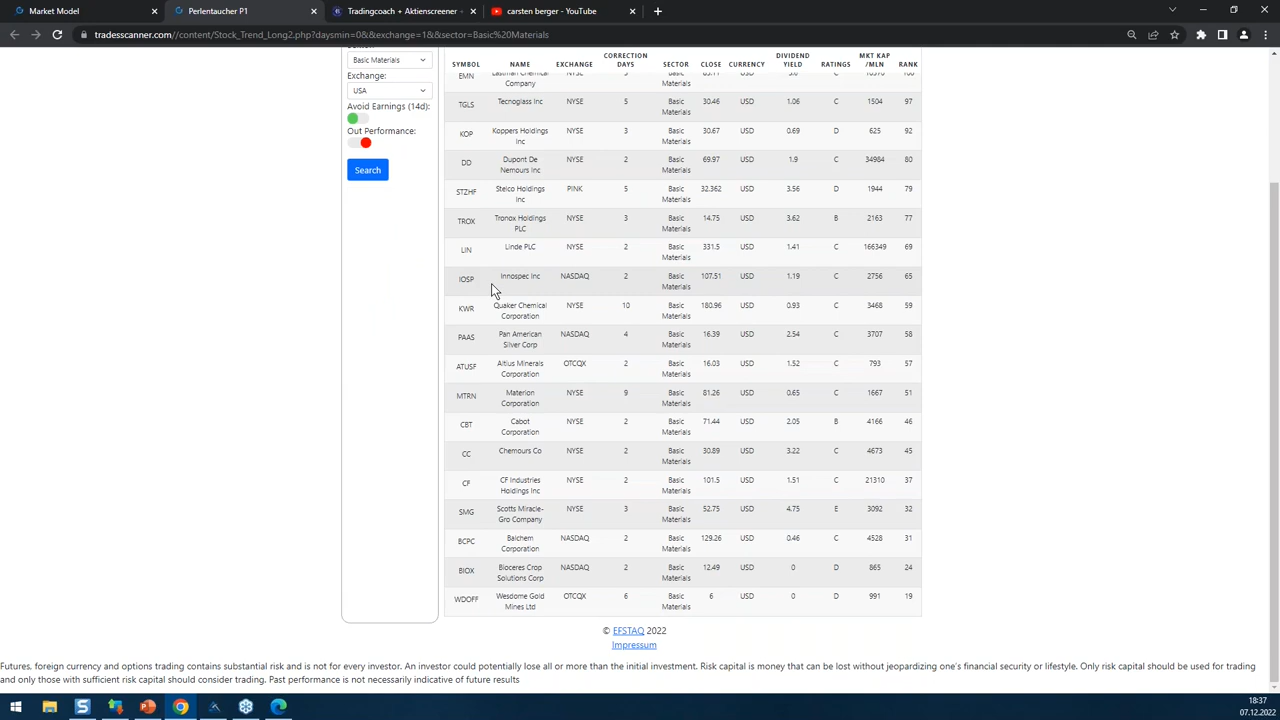 Market Model
Perlentaucher P1
Tradingcoach + Aktienscreener
carsten berger - YouTube
tradesscanner.com//content/Stock_Trend_Long2.php?daysmin=0&&exchange=1&&sector=Basic%20Materials
Basic Materials
Exchange:
USA
Avoid Earnings (14d):
Out Performance:
Search
SYMBOL NAME EXCHANGE CORRECTION DAYS SECTOR CLOSE CURRENCY DIVIDEND YIELD RATINGS MKT KAP /MLN RANK
EMN Eastman Chemical Company NYSE Materials USD C
TGLS Tecnoglass Inc NYSE 5 Basic Materials 30.46 USD 1.06 C 1504 97
KOP Koppers Holdings Inc NYSE 3 Basic Materials 30.67 USD 0.69 D 625 92
DD Dupont De Nemours Inc NYSE 2 Basic Materials 69.97 USD 1.9 C 34984 80
STZHF Stelco Holdings Inc PINK 5 Basic Materials 32.362 USD 3.56 D 1944 79
TROX Tronox Holdings PLC NYSE 3 Basic Materials 14.75 USD 3.62 B 2163 77
LIN Linde PLC NYSE 2 Basic Materials 331.5 USD 1.41 C 166349 69
IOSP Innospec Inc NASDAQ 2 Basic Materials 107.51 USD 1.19 C 2756 65
KWR Quaker Chemical Corporation NYSE 10 Basic Materials 180.96 USD 0.93 C 3468 59
PAAS Pan American Silver Corp NASDAQ 4 Basic Materials 16.39 USD 2.54 C 3707 58
ATUSF Altius Minerals Corporation OTCQX 2 Basic Materials 16.03 USD 1.52 C 793 57
MTRN Materion Corporation NYSE 9 Basic Materials 81.26 USD 0.65 C 1667 51
CBT Cabot Corporation NYSE 2 Basic Materials 71.44 USD 2.05 B 4166 46
CC Chemours Co NYSE 2 Basic Materials 30.89 USD 3.22 C 4673 45
CF CF Industries Holdings Inc NYSE 2 Basic Materials 101.5 USD 1.51 C 21310 37
SMG Scotts Miracle-Gro Company NYSE 3 Basic Materials 52.75 USD 4.75 E 3092 32
BCPC Balchem Corporation NASDAQ 2 Basic Materials 129.26 USD 0.46 C 4528 31
BIOX Bioceres Crop Solutions Corp NASDAQ 2 Basic Materials 12.49 USD 0 D 865 24
WDOFF Wesdome Gold Mines Ltd OTCQX 6 Basic Materials 6 USD 0 D 991 19
© EFSTAQ 2022
Impressum
Futures, foreign currency and options trading contains substantial risk and is not for every investor. An investor could potentially lose all or more than the initial investment. Risk capital is money that can be lost without jeopardizing one's financial security or lifestyle. Only risk capital should be used for trading
and only those with sufficient risk capital should consider trading. Past performance is not necessarily indicative of future results
18:37
07.12.2022